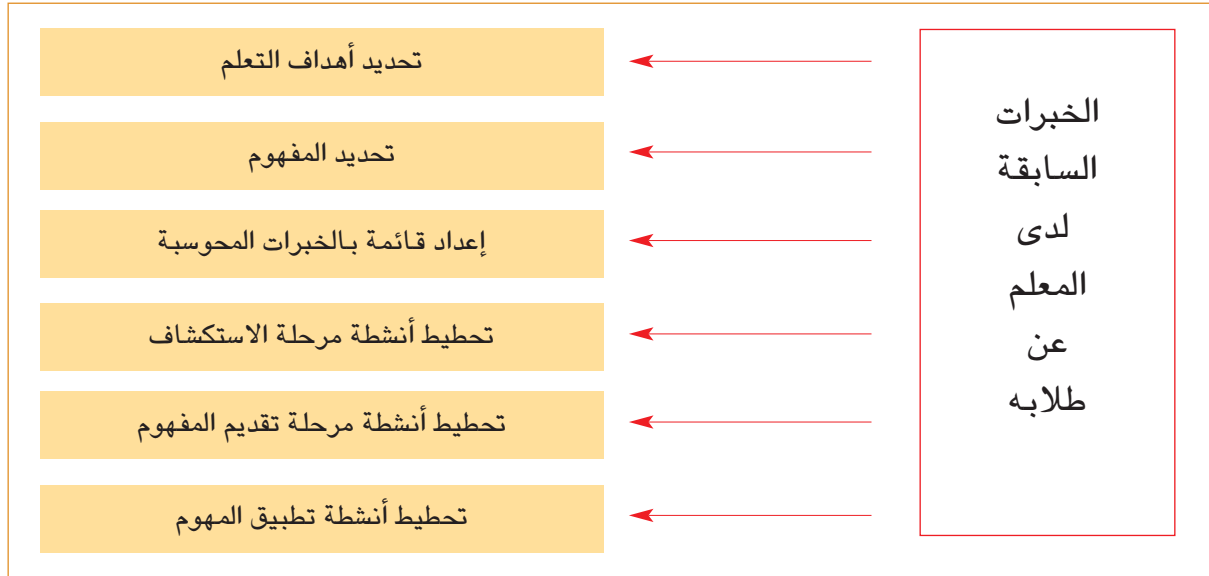 الخبرات
السابقة
لدى
المعلم
عن
طلابه
تحديد أهداف التعلم
تحديد المفهوم
إعداد قائمة بالخبرات المحوسبة
تحطيط أنشطة مرحلة الاستكشاف
تحطيط أنشطة مرحلة تقديم المفهوم
تحطيط أنشطة تطبيق المهوم